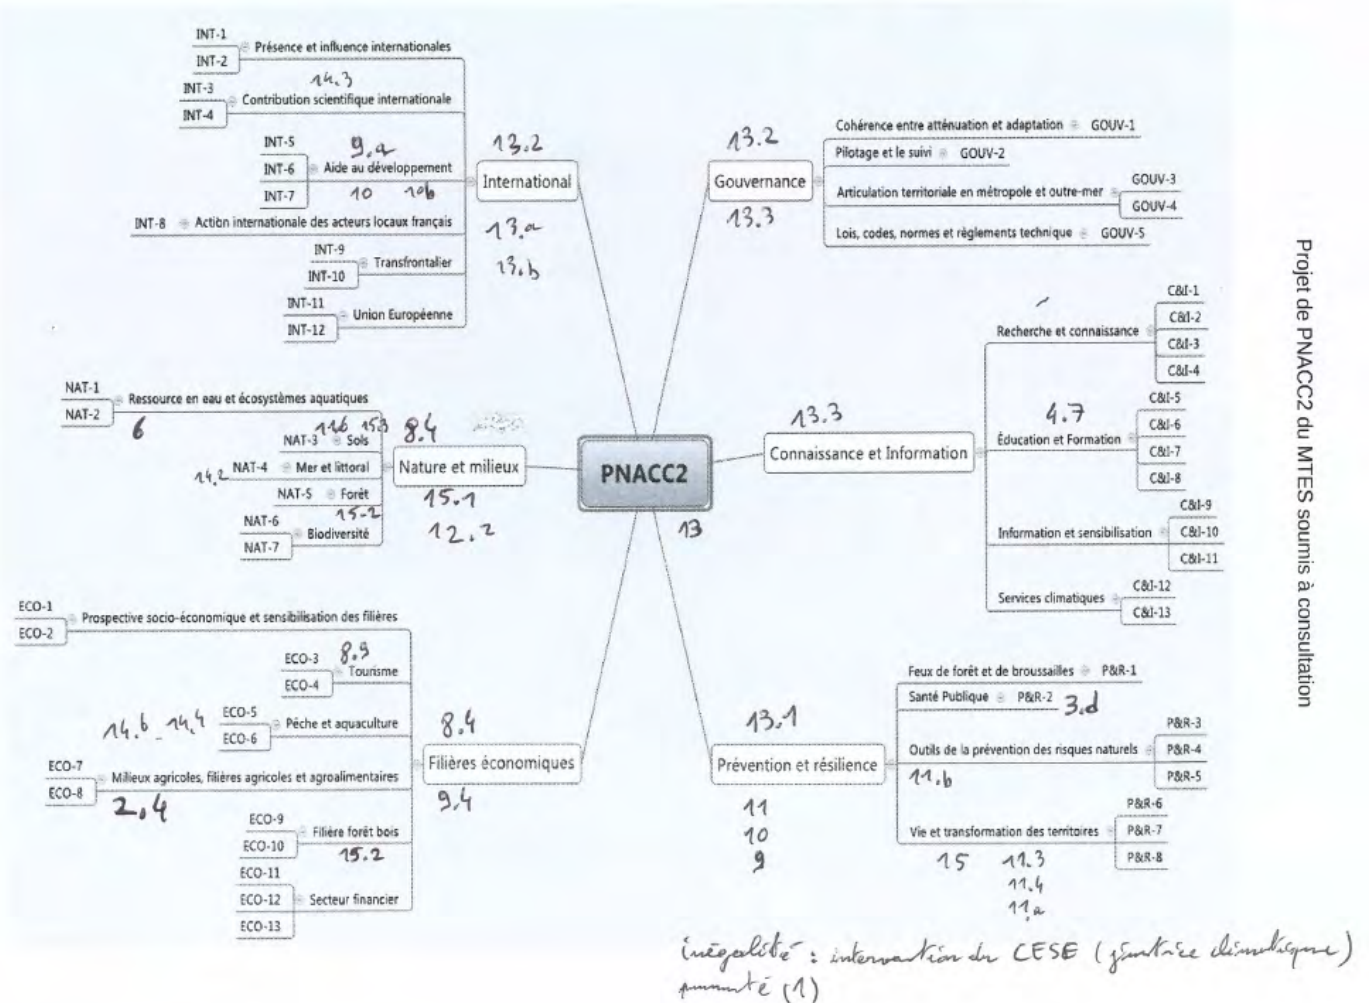 INT-1
Présence et influence internationales
INT-2
14.3
INT-3
Contribution scientifique internationale
INT-4
INT-5
9.a
INT-6
Aide au développement
INT-7
10 10b
INT-8 Action internationale des acteurs locaux français
INT-9
Transfrontalier
INT-10
INT-11
Union Européenne
INT-12
13.2
International
13.a
13.b
13.2
Gouvernance
13.3
Cohérence entre atténuation et adaptation GOUV-1
Pilotage et le suivi GOUV-2
GOUV-3
Articulation territoriale en métropole et outre-mer
GOUV-4
Lois, codes, normes et règlements technique GOUV-5
C&I-1
C&I-2
Recherche et connaissance
C&I-3
C&I-4
4.7
C&I-5
C&I-6
Éducation et Formation
C&I-7
C&I-8
C&I-9
Information et sensibilisation C&I-10
C&I-11
C&I-12
Services climatiques
C&I-13
13.3
Connaissance et Information
PNACC2
13
NAT-1
Ressource en eau et écosystèmes aquatiques
NAT-2
6
15.3
NAT-3 Sols
14.2
NAT-4 Mer et littoral
NAT-5 Forêt
15.2
NAT-6
Biodiversité
NAT-7
8.4
Nature et milieux
15.1
12.2
ECO-1
Prospective socio-économique et sensibilisation des filières
ECO-2
8.9
ECO-3
Tourisme
ECO-4
14.b - 14.4
ECO-5
Pêche et aquaculture
ECO-6
ECO-7
Milieux agricoles, filières agricoles et agroalimentaires
ECO-8
2.4
ECO-9
Filière forêt bois
ECO-10
15.2
ECO-11
ECO-12 Secteur financier
ECO-13
8.4
Filières économiques
9.4
13.1
Prévention et résilience
11
10
9
Feux de forêt et de broussailles P&R-1
Santé Publique P&R-2 3.d
P&R-3
Outils de la prévention des risques naturels P&R-4
11.b
P&R-5
P&R-6
Vie et transformation des territoires P&R-7
P&R-8
15 11.3
11.4
11.a
inégalité : intervention du CESE (justice climatique)
(1)
Projet de PNACC2 du MTES soumis à consultation